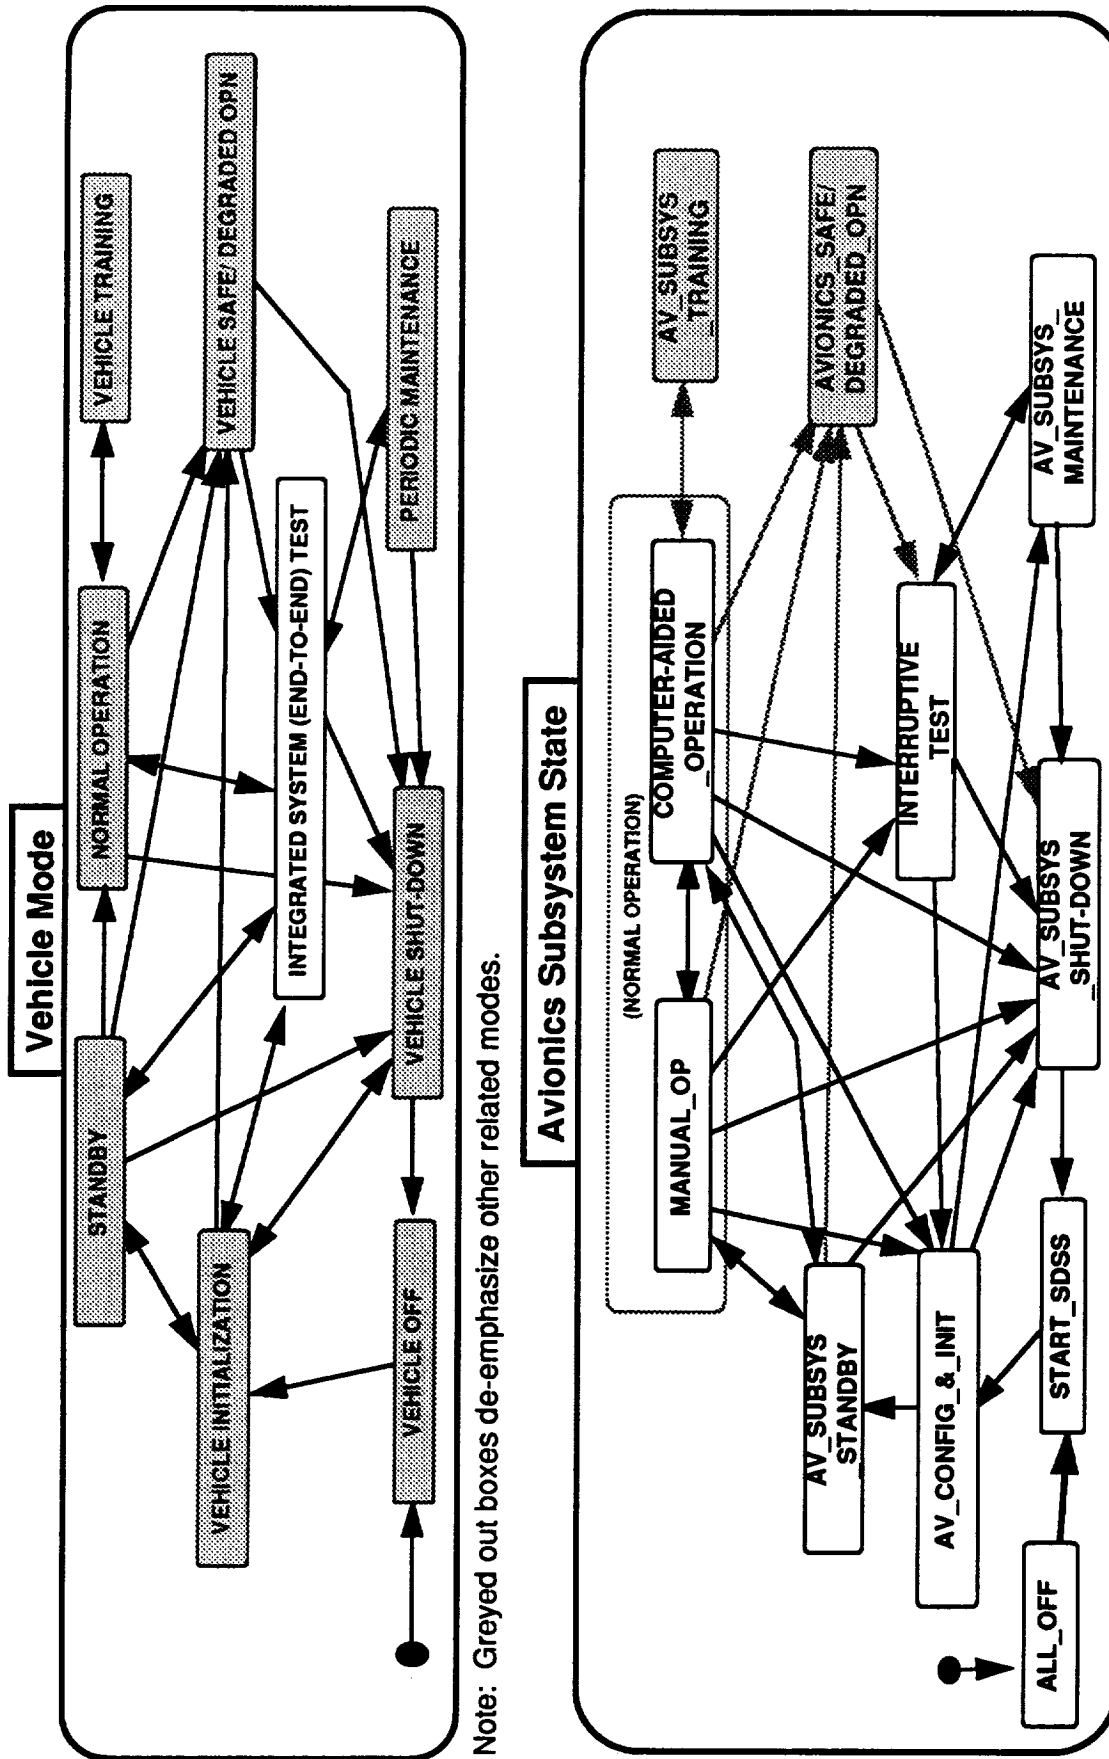 Vehicle Mode
STANDBY
NORMAL OPERATION
VEHICLE TRAINING
VEHICLE INITIALIZATION
VEHICLE SAFE/ DEGRADED OPN
INTEGRATED SYSTEM (END-TO-END) TEST
VEHICLE OFF
VEHICLE SHUT-DOWN
PERIODIC MAINTENANCE
Note: Greyed out boxes de-emphasize other related modes.
Avionics Subsystem State
(NORMAL OPERATION)
MANUAL_OP
COMPUTER-AIDED
_OPERATION
AV_SUBSYS
_TRAINING
AV_SUBSYS
_STANDBY
AVIONICS_SAFE/
DEGRADED_OPN
AV_CONFIG_&_INIT
INTERRUPTIVE
_TEST
ALL_OFF
START_SDSS
AV_SUBSYS
_SHUT-DOWN
AV_SUBSYS_
MAINTENANCE